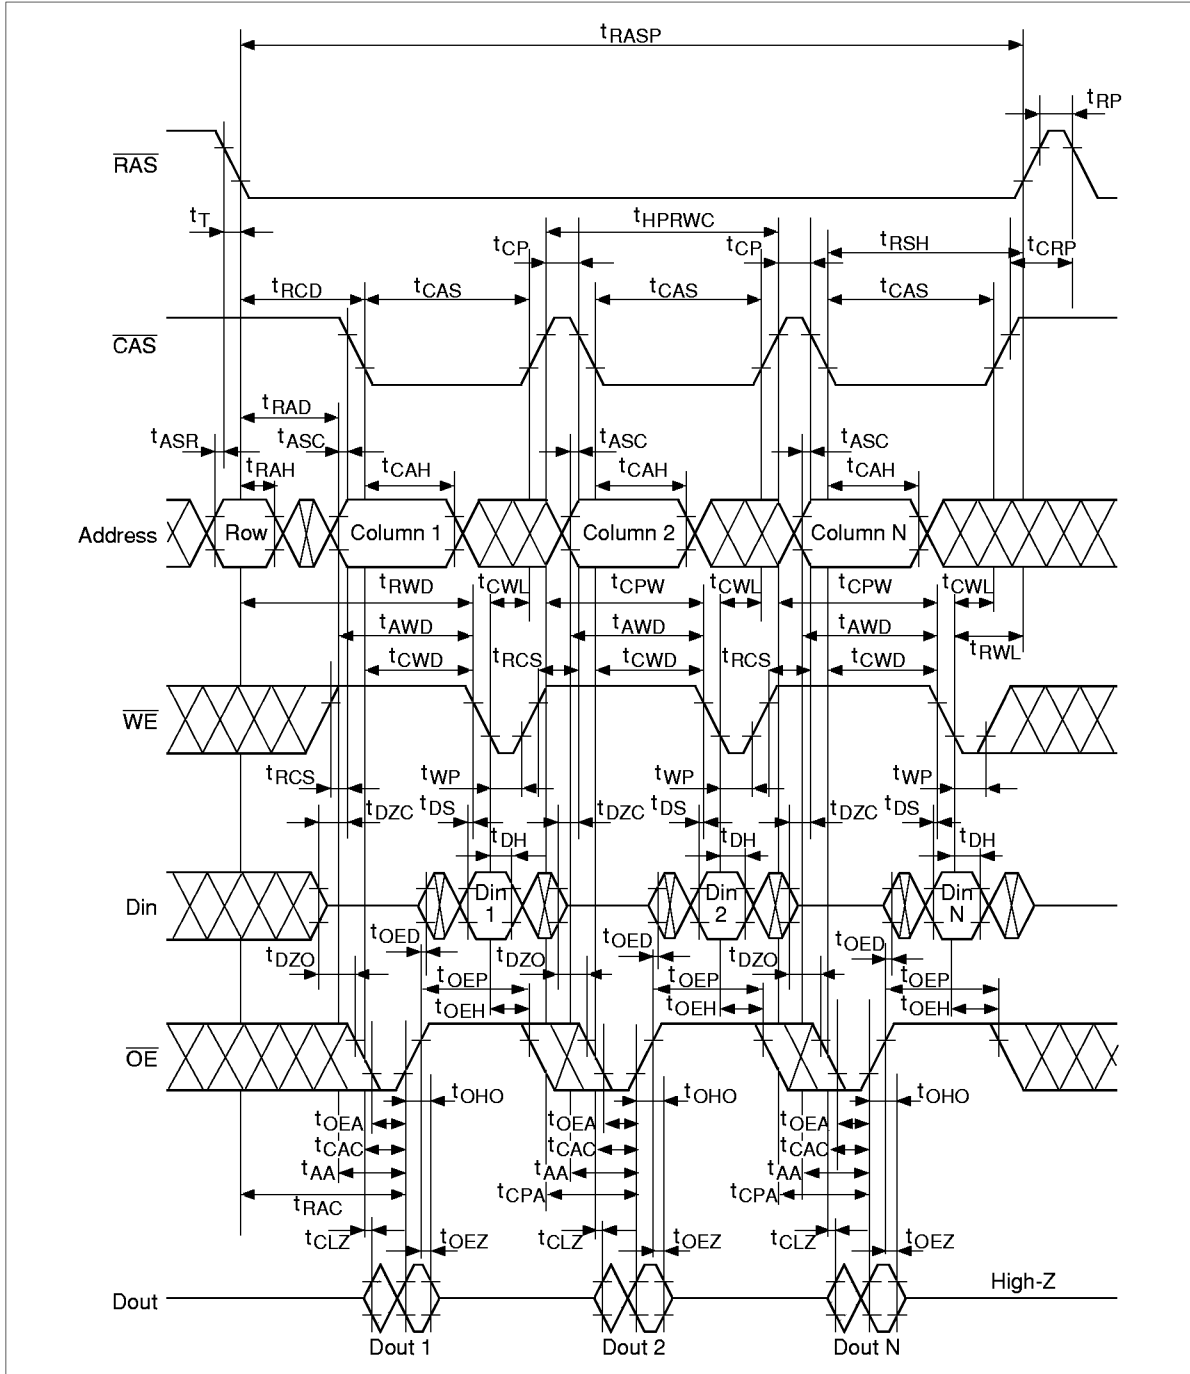 tRASP
tRP
RAS
tT
tHPRWC
tCP
tCP
tRSH
tCRP
tRCD
tCAS
tCAS
tCAS
CAS
tRAD
tASR
tASC
tASC
tASC
tRAH
tCAH
tCAH
tCAH
Address
Row
Column 1
Column 2
Column N
tRWD
tCWL
tCPW
tCWL
tCPW
tCWL
tAWD
tAWD
tAWD
tRWL
tCWD
tRCS
tCWD
tRCS
tCWD
WE
tRCS
tWP
tWP
tWP
tDZC
tDS
tDZC
tDS
tDZC
tDS
tDH
tDH
tDH
Din
Din 1
Din 2
Din N
tOED
tOED
tOED
tDZO
tDZO
tDZO
tOEP
tOEP
tOEP
tOEH
tOEH
tOEH
OE
tOHO
tOHO
tOHO
tOEA
tOEA
tOEA
tCAC
tCAC
tCAC
tAA
tAA
tAA
tRAC
tCPA
tCPA
tCLZ
tOEZ
tCLZ
tOEZ
tCLZ
tOEZ
High-Z
Dout
Dout 1
Dout 2
Dout N